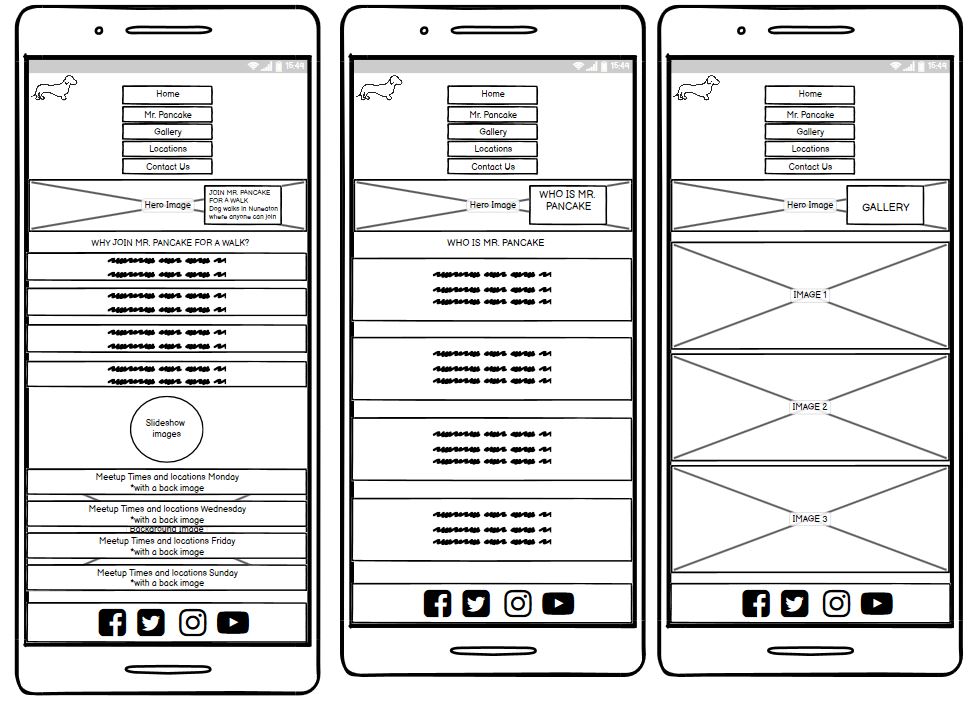 15:49
Home
Mr. Pancake
Gallery
Locations
Contact Us
Hero Image
JOIN MR. PANCAKE
FOR A WALK
Dog walks in Nuneaton
where anyone can join
WHY JOIN MR. PANCAKE FOR A WALK?
Slideshow
images
Meetup Times and locations Monday
*with a back image
Meetup Times and locations Wednesday
*with a back image
Background Image
Meetup Times and locations Friday
*with a back image
Meetup Times and locations Sunday
*with a back image
15:49
Home
Mr. Pancake
Gallery
Locations
Contact Us
Hero Image
WHO IS MR.
PANCAKE
WHO IS MR. PANCAKE
15:49
Home
Mr. Pancake
Gallery
Locations
Contact Us
Hero Image
GALLERY
IMAGE 1
IMAGE 2
IMAGE 3